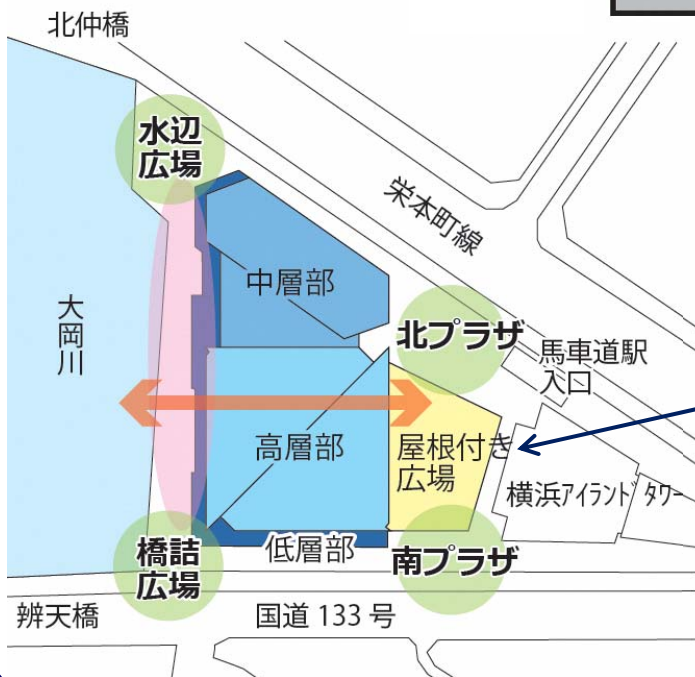 北仲橋
水辺
広場
栄本町線
中層部
大岡川
北プラザ
馬車道駅
入口
高層部
屋根付き
広場
横浜アイランドタワー
橋詰
広場
低層部
南プラザ
辨天橋
国道 133 号